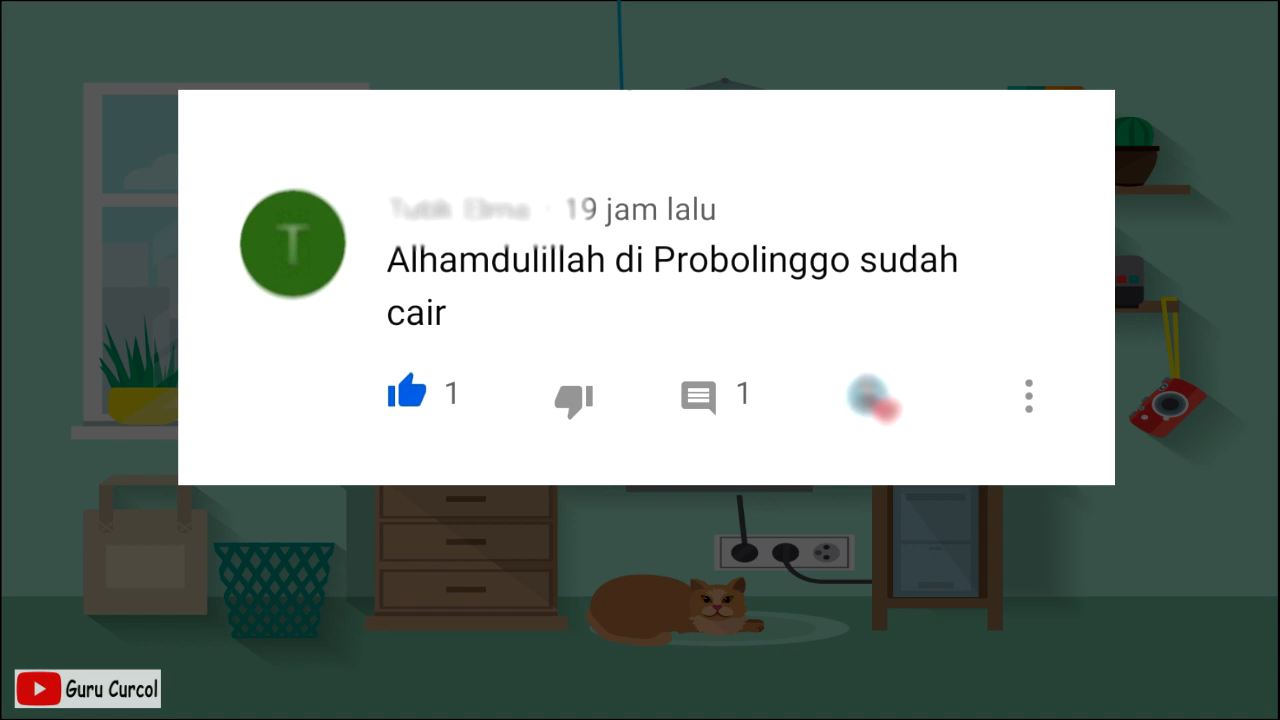 T
19 jam lalu
Alhamdulillah di Probolinggo sudah
cair
1
1
Guru Curcol